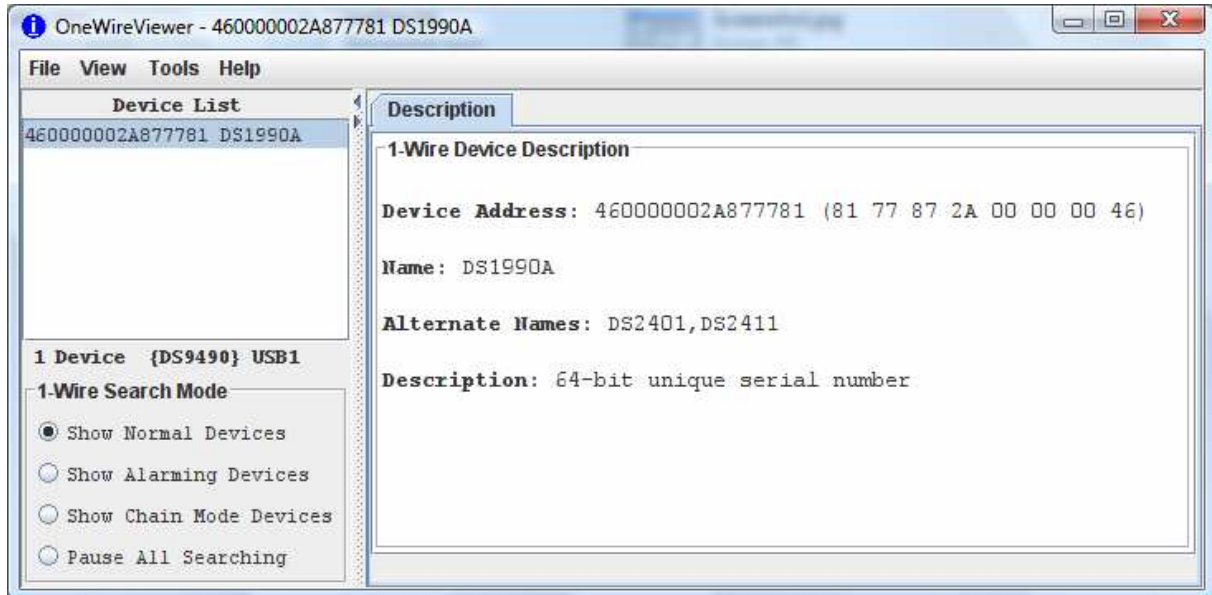 OneWireViewer - 460000002A877781 DS1990A
File View Tools Help
Device List
460000002A877781 DS1990A
1 Device {DS9490} USB1
1-Wire Search Mode
Show Normal Devices
Show Alarming Devices
Show Chain Mode Devices
Pause All Searching
Description
1-Wire Device Description
Device Address: 460000002A877781 (81 77 87 2A 00 00 00 46)
Name: DS1990A
Alternate Names: DS2401,DS2411
Description: 64-bit unique serial number